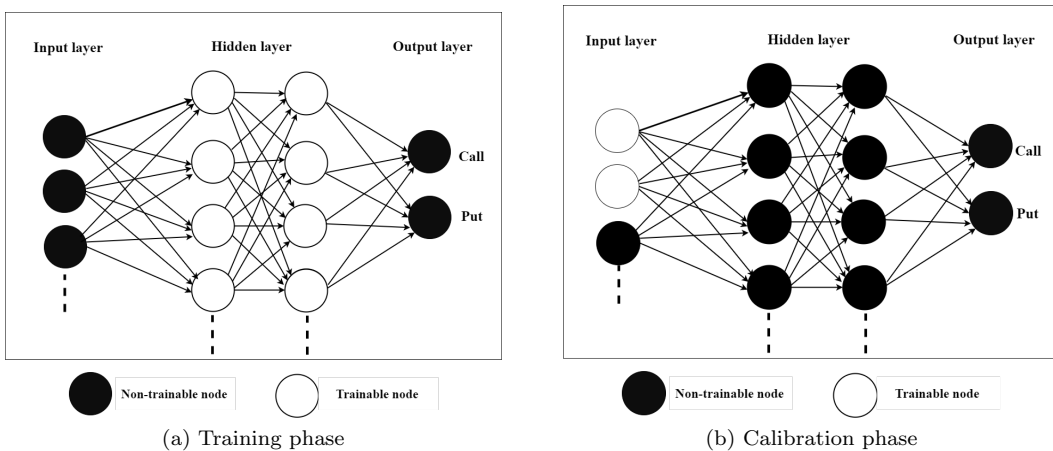 Input layer
Hidden layer
Output layer
Call
Put
Non-trainable node
Trainable node
(a) Training phase
Input layer
Hidden layer
Output layer
Call
Put
Non-trainable node
Trainable node
(b) Calibration phase